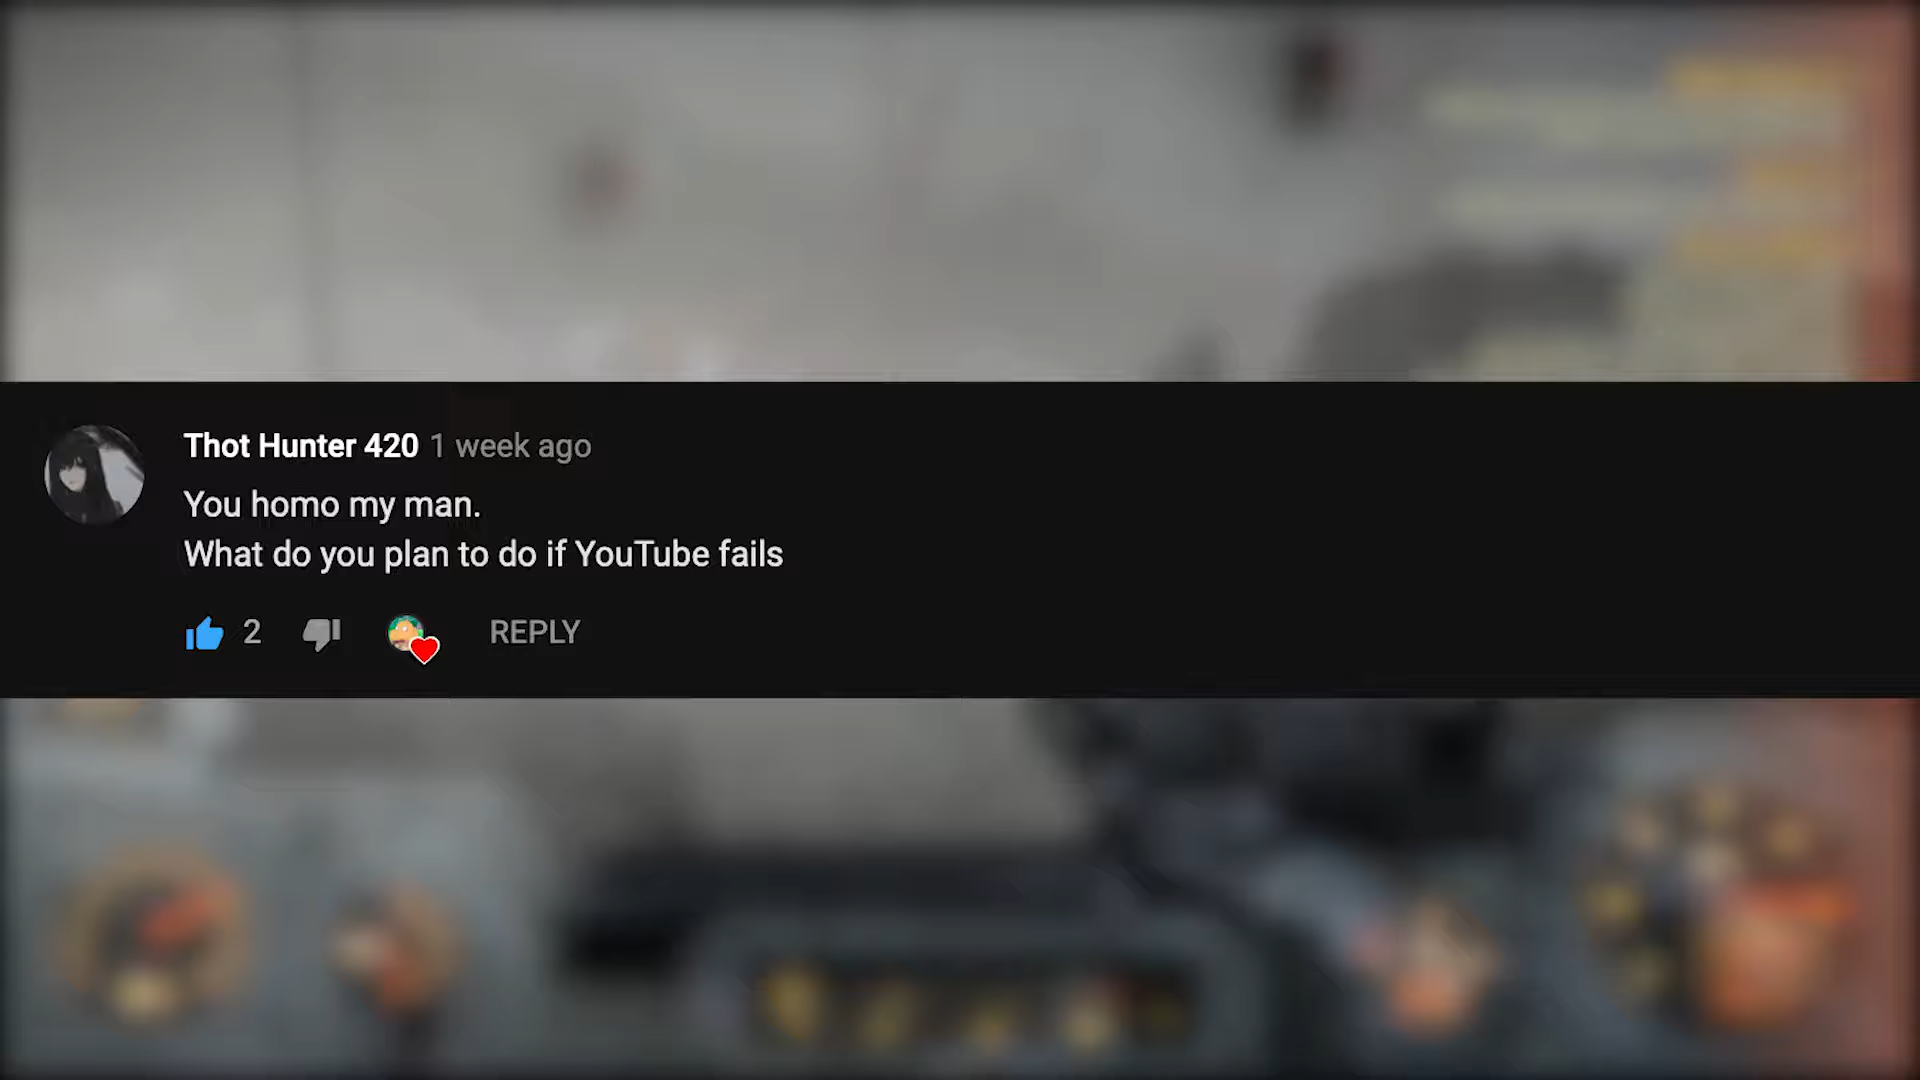 Thot Hunter 420 1 week ago
You homo my man.
What do you plan to do if YouTube fails
2 REPLY